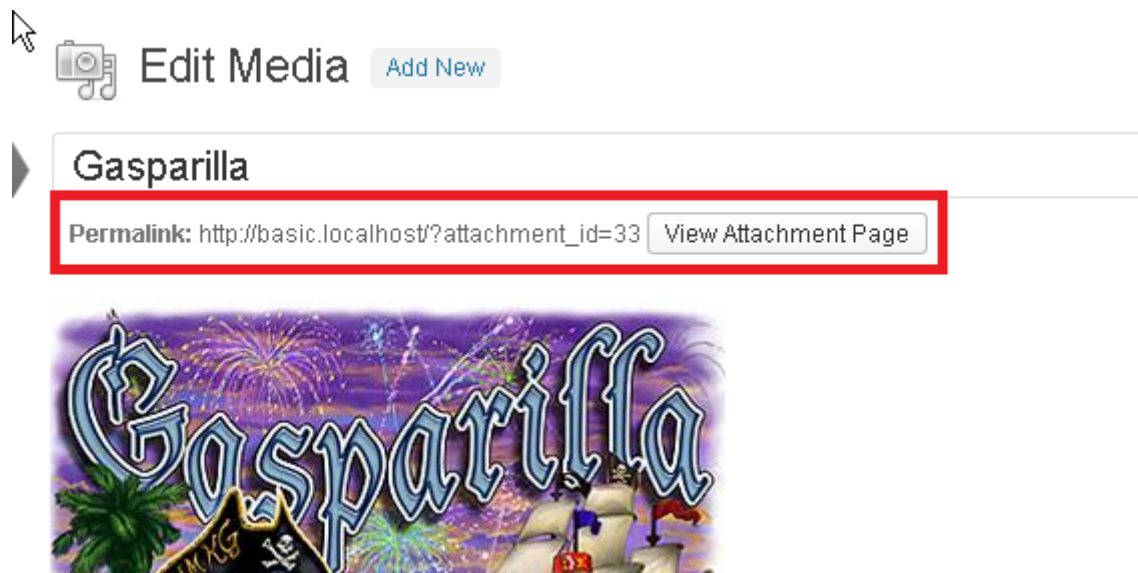 Edit Media Add New
Gasparilla
Permalink: http://basic.localhost/?attachment_id=33 View Attachment Page
Gasparilla